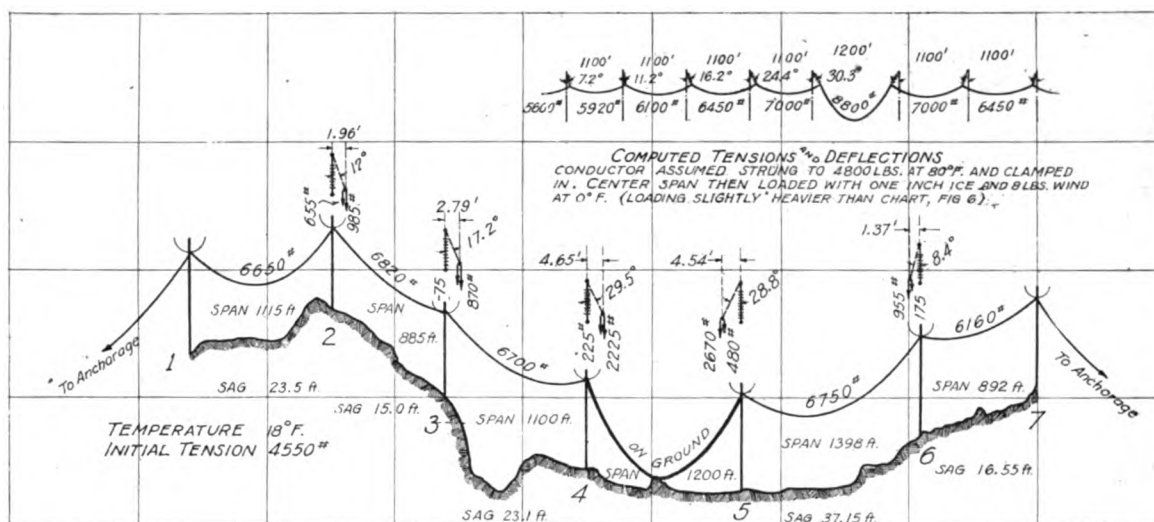 1100' 1100' 1100' 1100' 1200' 1100' 1100'
7.2° 11.2° 16.2° 24.4° 30.3°
5600# 5920# 6100# 6450# 7000# 8800# 7000# 6450#
COMPUTED TENSIONS AND DEFLECTIONS
CONDUCTOR ASSUMED STRUNG TO 4800 LBS. AT 80°F. AND CLAMPED
IN. CENTER SPAN THEN LOADED WITH ONE INCH ICE AND 8 LBS. WIND
AT 0° F. (LOADING SLIGHTLY HEAVIER THAN CHART, FIG 6)
1.96'
12°
655# 985#
2.79'
17.2°
-75 870#
4.65'
29.5°
225# 2225#
4.54'
28.8°
2670# 480#
1.37'
8.4°
955# 175
6650# 6820# 6700# 6750# 6160#
To Anchorage
SPAN 1115 ft
SPAN
885 ft.
SPAN 1100 ft.
ON GROUND
SPAN 1200 ft.
SPAN 1398 ft.
SPAN 892 ft.
To Anchorage
1 2 3 4 5 6 7
SAG 23.5 ft.
SAG 15.0 ft.
SAG 23.1 ft.
SAG 37.15 ft.
SAG 16.55 ft.
TEMPERATURE 18°F.
INITIAL TENSION 4550#